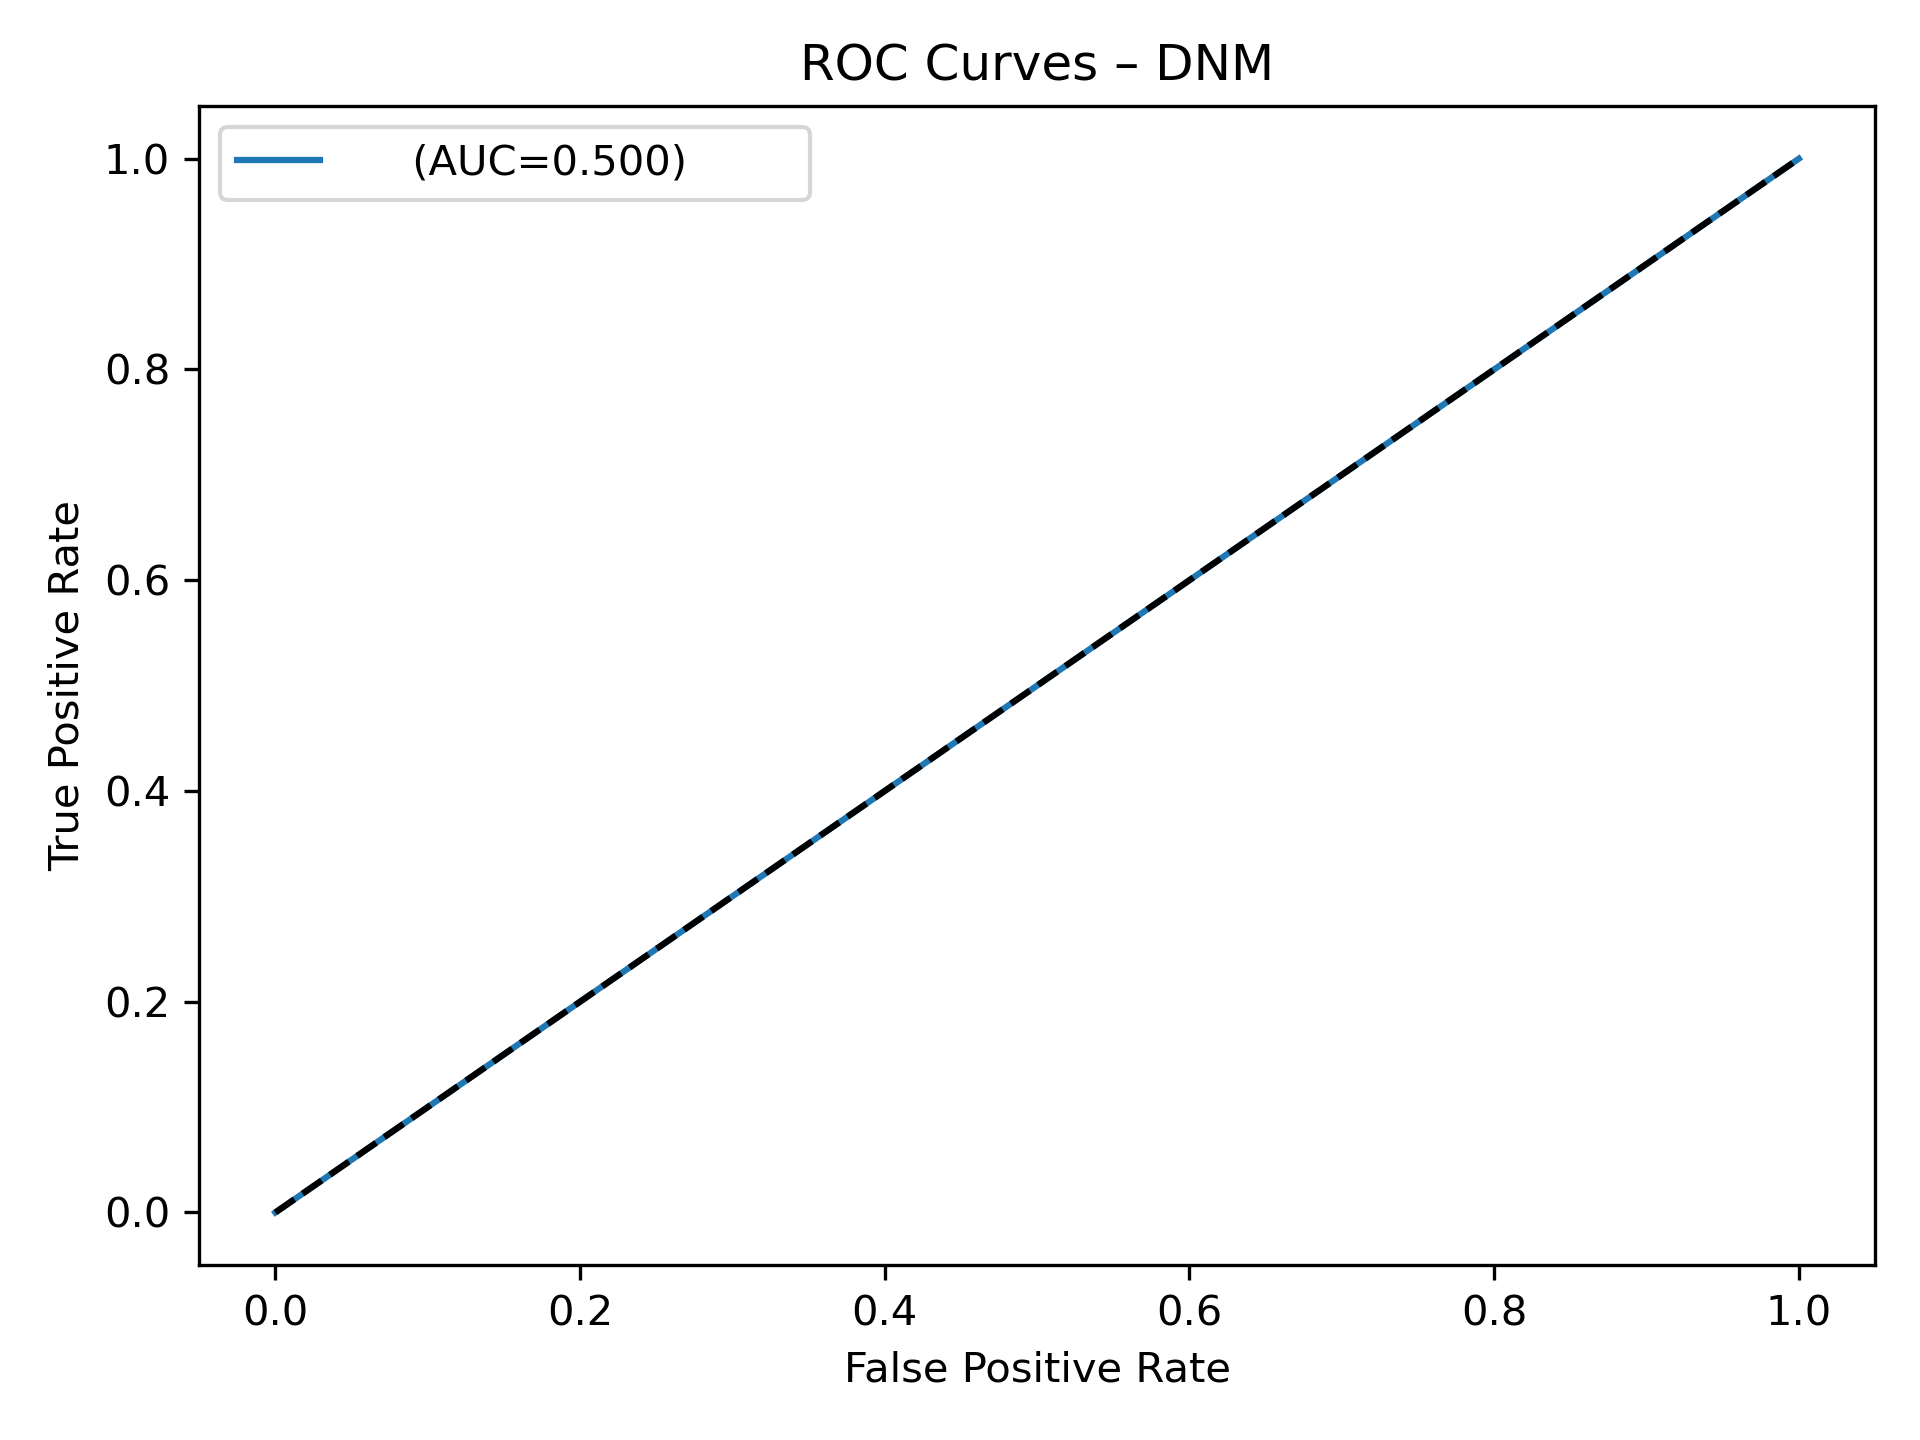 ROC Curves – DNM
(AUC=0.500)
True Positive Rate
1.0
0.8
0.6
0.4
0.2
0.0
0.0 0.2 0.4 0.6 0.8 1.0
False Positive Rate